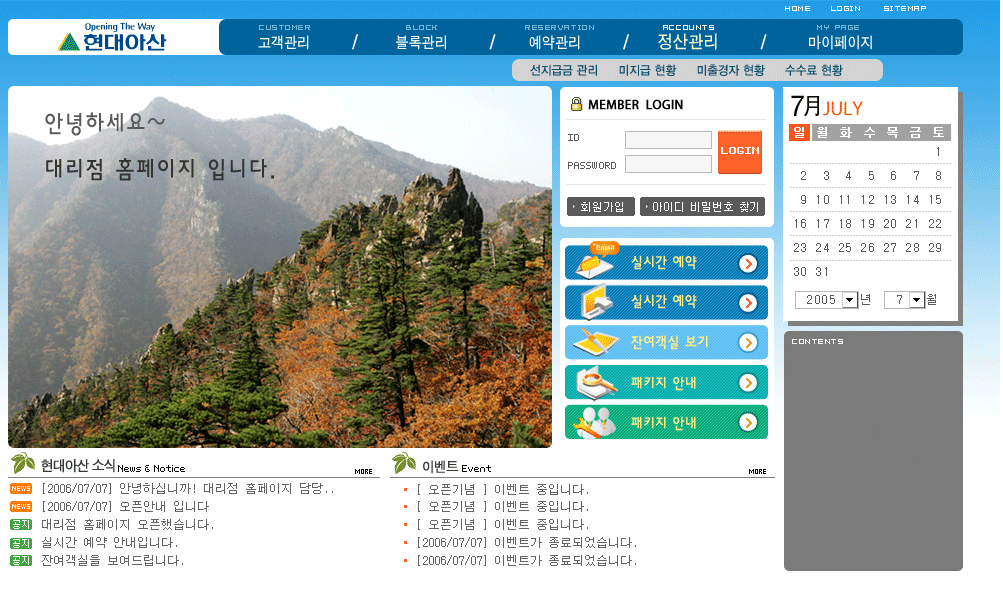 HOME LOGIN SITEMAP
Opening The Way
현대아산
CUSTOMER BLOCK RESERVATION ACCOUNTS MY PAGE
고객관리 / 블록관리 / 예약관리 / 정산관리 / 마이페이지
선지급금 관리 미지급 현황 미출경자 현황 수수료 현황
안녕하세요~
대리점 홈페이지 입니다.
MEMBER LOGIN
ID
PASSWORD
LOGIN
회원가입 아이디 비밀번호 찾기
Email
실시간 예약
실시간 예약
잔여객실 보기
패키지 안내
패키지 안내
7月JULY
일 월 화 수 목 금 토
1
2 3 4 5 6 7 8
9 10 11 12 13 14 15
16 17 18 19 20 21 22
23 24 25 26 27 28 29
30 31
2005 년 7 월
CONTENTS
현대아산 소식 News & Notice MORE
NEWS [2006/07/07] 안녕하십니까! 대리점 홈페이지 담당..
NEWS [2006/07/07] 오픈안내 입니다
공지 대리점 홈페이지 오픈했습니다.
공지 실시간 예약 안내입니다.
공지 잔여객실을 보여드립니다.
이벤트 Event MORE
[ 오픈기념 ] 이벤트 중입니다.
[ 오픈기념 ] 이벤트 중입니다.
[ 오픈기념 ] 이벤트 중입니다.
[2006/07/07] 이벤트가 종료되었습니다.
[2006/07/07] 이벤트가 종료되었습니다.